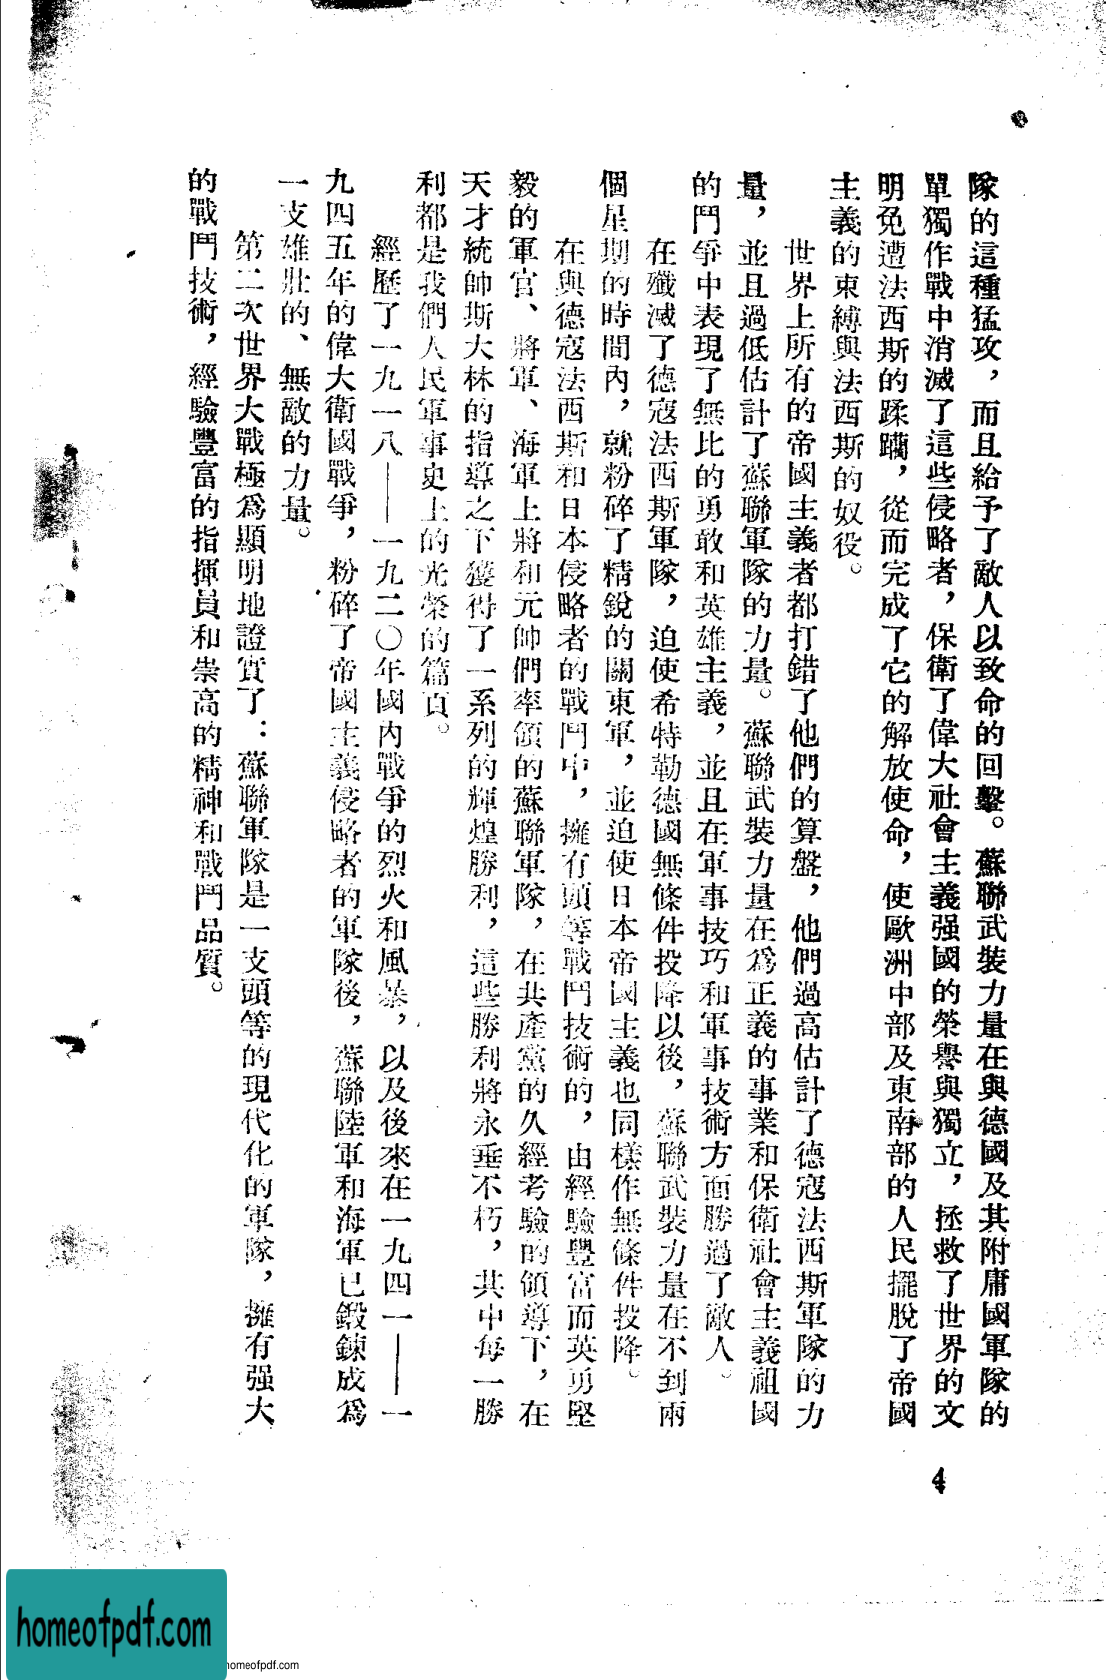 隊的這種猛攻，而且給予了敵人以致命的回擊。蘇聯武裝力量在與德國及其附庸國軍隊的
單獨作戰中消滅了這些侵略者，保衛了偉大社會主義强國的榮譽與獨立，拯救了世界的文
明免遭法西斯的蹂躪，從而完成了它的解放使命，使歐洲中部及東南部的人民擺脫了帝國
主義的束縛與法西斯的奴役。
世界上所有的帝國主義者都打錯了他們的算盤，他們過高估計了德寇法西斯軍隊的力
量，並且過低估計了蘇聯軍隊的力量。蘇聯武裝力量在為正義的事業和保衛社會主義祖國
的鬥爭中表現了無比的勇敢和英雄主義，並且在軍事技巧和軍事技術方面勝過了敵人。
在殲滅了德寇法西斯軍隊，迫使希特勒德國無條件投降以後，蘇聯武裝力量在不到兩
個星期的時間內，就粉碎了精銳的關東軍，並迫使日本帝國主義也同樣作無條件投降。
在與德寇法西斯和日本侵略者的戰鬥中，擁有頭等戰鬥技術的，由經驗豐富而英勇堅
毅的軍官、將軍、海軍上將和元帥們率領的蘇聯軍隊，在共產黨的久經考驗的領導下，在
天才統帥斯大林的指導之下獲得了一系列的輝煌勝利，這些勝利將永垂不朽，其中每一勝
利都是我們人民軍事史上的光榮的篇頁。
經歷了一九一八——一九二〇年國內戰爭的烈火和風暴，以及後來在一九四一——一
九四五年的偉大衛國戰爭，粉碎了帝國主義侵略者的軍隊後，蘇聯陸軍和海軍已鍛鍊成為
一支雄壯的、無敵的力量。
第二次世界大戰極為顯明地證實了：蘇聯軍隊是一支頭等的現代化的軍隊，擁有强大
的戰鬥技術，經驗豐富的指揮員和崇高的精神和戰鬥品質。
4
homeofpdf.com
homeofpdf.com